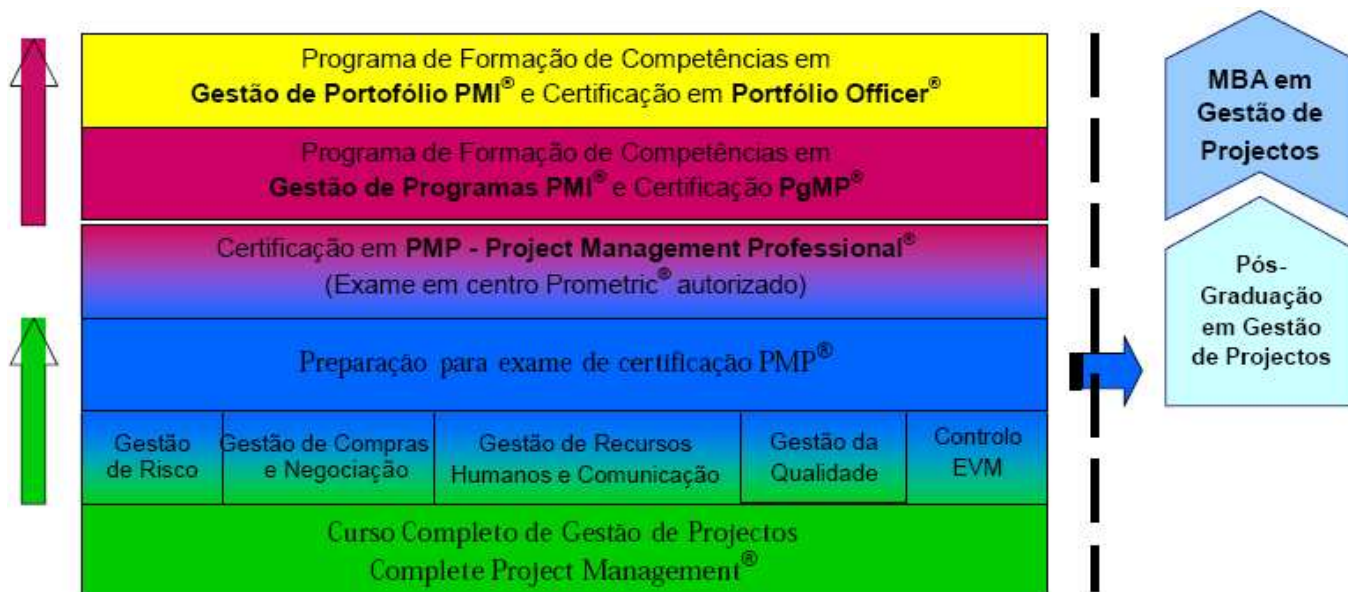 Programa de Formação de Competências em
Gestão de Portofólio PMI® e Certificação em Portfólio Officer®
Programa de Formação de Competências em
Gestão de Programas PMI® e Certificação PgMP®
Certificação em PMP - Project Management Professional®
(Exame em centro Prometric® autorizado)
Preparação para exame de certificação PMP®
Gestão
de Risco
Gestão de Compras
e Negociação
Gestão de Recursos
Humanos e Comunicação
Gestão da
Qualidade
Controlo
EVM
Curso Completo de Gestão de Projectos
Complete Project Management®
MBA em
Gestão de
Projectos
Pós-
Graduação
em Gestão
de Projectos